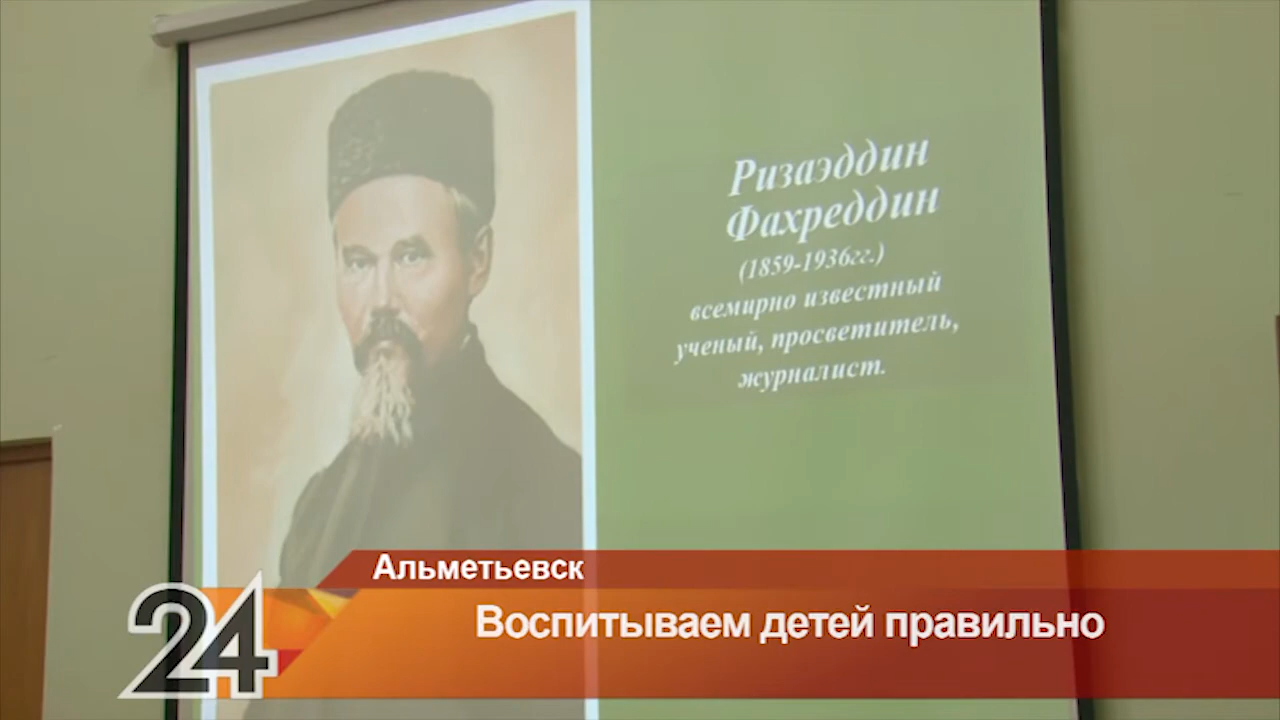 Ризаэддин
Фахреддин
(1859-1936гг.)
всемирно известный
ученый, просветитель,
журналист.
Альметьевск
24
Воспитываем детей правильно